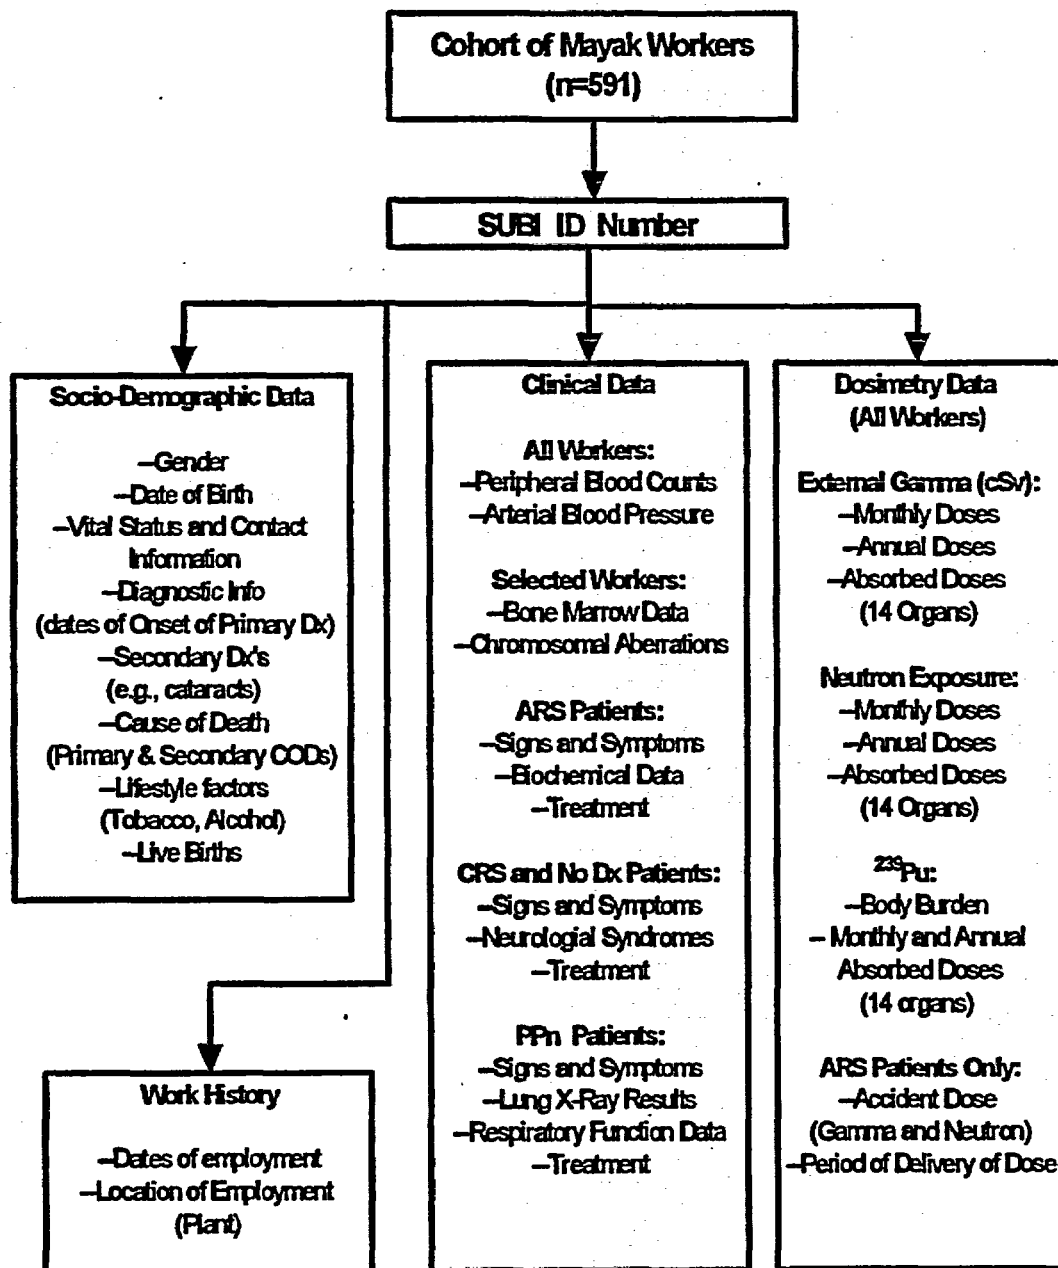 Cohort of Mayak Workers
(n=591)
SUBI ID Number
Socio-Demographic Data
–Gender
–Date of Birth
–Vital Status and Contact
Information
–Diagnostic Info
(dates of Onset of Primary Dx)
–Secondary Dx's
(e.g., cataracts)
–Cause of Death
(Primary & Secondary CODs)
–Lifestyle factors
(Tobacco, Alcohol)
–Live Births
Work History
–Dates of employment
–Location of Employment
(Plant)
Clinical Data
All Workers:
–Peripheral Blood Counts
–Arterial Blood Pressure
Selected Workers:
–Bone Marrow Data
–Chromosomal Aberrations
ARS Patients:
–Signs and Symptoms
–Biochemical Data
–Treatment
CRS and No Dx Patients:
–Signs and Symptoms
–Neurologial Syndromes
–Treatment
PPn Patients:
–Signs and Symptoms
–Lung X-Ray Results
–Respiratory Function Data
–Treatment
Dosimetry Data
(All Workers)
External Gamma (cSv):
–Monthly Doses
–Annual Doses
–Absorbed Doses
(14 Organs)
Neutron Exposure:
–Monthly Doses
–Annual Doses
–Absorbed Doses
(14 Organs)
²³⁹Pu:
–Body Burden
– Monthly and Annual
Absorbed Doses
(14 organs)
ARS Patients Only:
–Accident Dose
(Gamma and Neutron)
–Period of Delivery of Dose